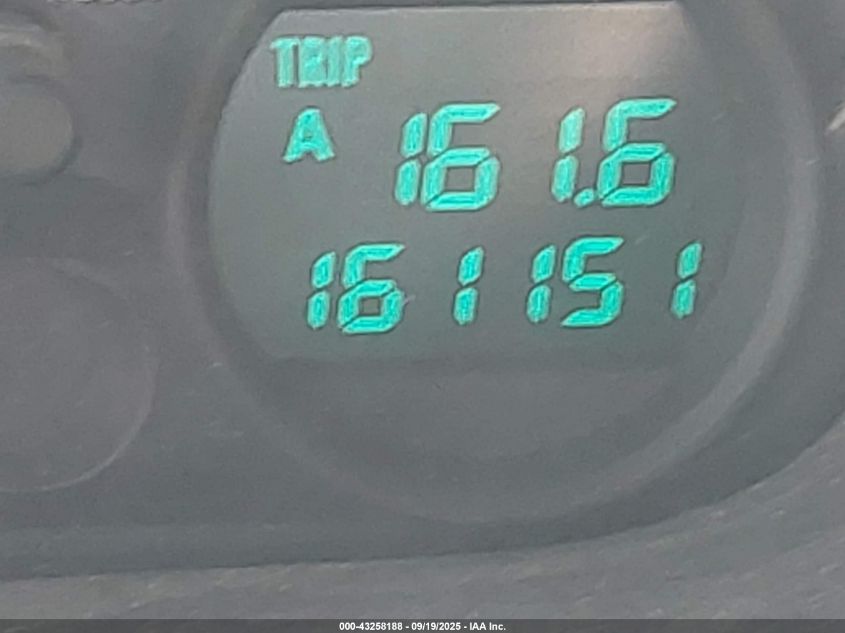 TRIP
A 161.6
161151
000-43258188 - 09/19/2025 - IAA Inc.